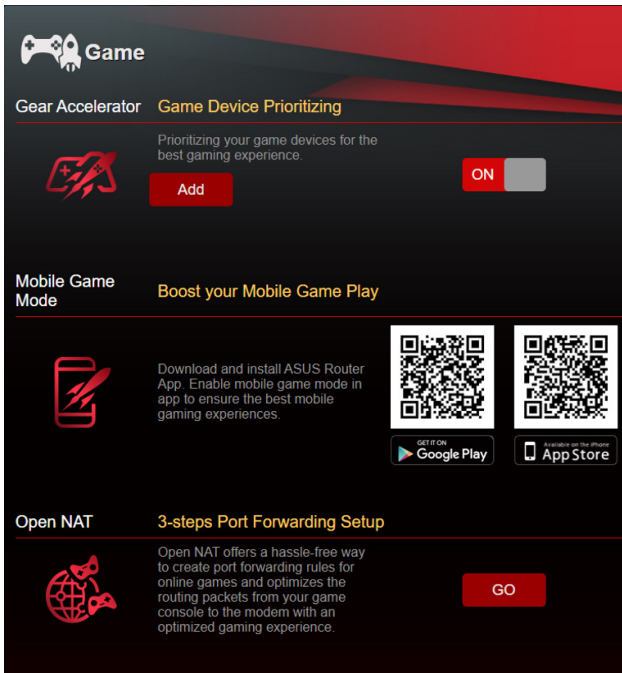 Game
Gear Accelerator
Game Device Prioritizing
Prioritizing your game devices for the
best gaming experience.
Add
ON
Mobile Game
Mode
Boost your Mobile Game Play
Download and install ASUS Router
App. Enable mobile game mode in
app to ensure the best mobile
gaming experiences.
GET IT ON
Google Play
Available on the iPhone
App Store
Open NAT
3-steps Port Forwarding Setup
Open NAT offers a hassle-free way
to create port forwarding rules for
online games and optimizes the
routing packets from your game
console to the modem with an
optimized gaming experience.
GO